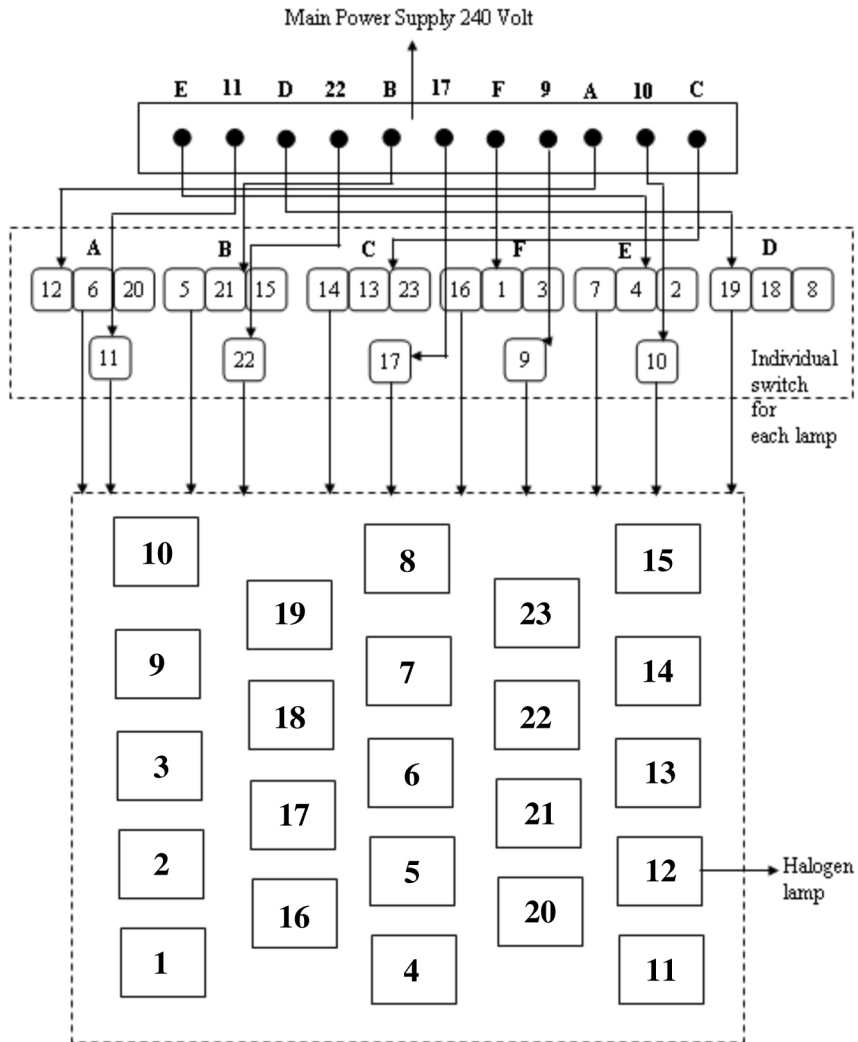 Main Power Supply 240 Volt
E 11 D 22 B 17 F 9 A 10 C
A B C F E D
12 6 20 5 21 15 14 13 23 16 1 3 7 4 2 19 18 8
11 22 17 9 10
Individual
switch
for
each lamp
10 8 15
19 23
9 7 14
18 22
3 6 13
17 21
2 5 12
16 20
1 4 11
Halogen
lamp